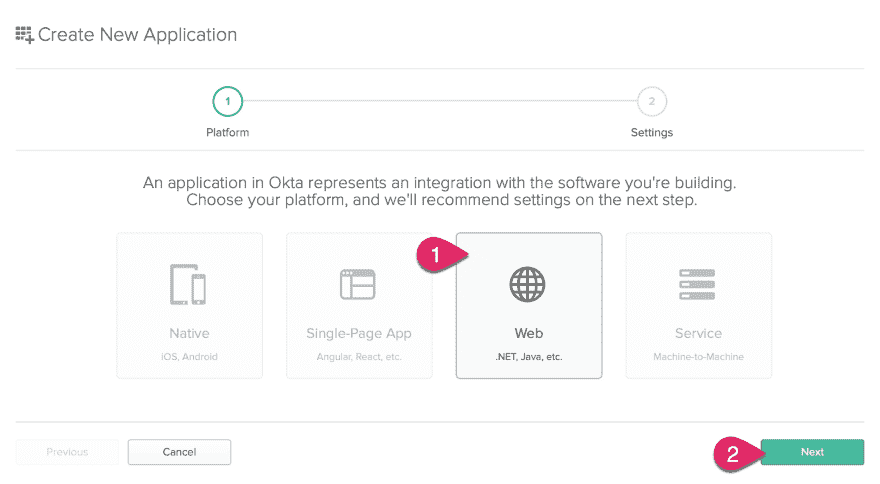 Create New Application
1
2
Platform
Settings
An application in Okta represents an integration with the software you're building.
Choose your platform, and we'll recommend settings on the next step.
1
Native
iOS, Android
Single-Page App
Angular, React, etc.
Web
.NET, Java, etc.
Service
Machine-to-Machine
Previous
Cancel
2
Next